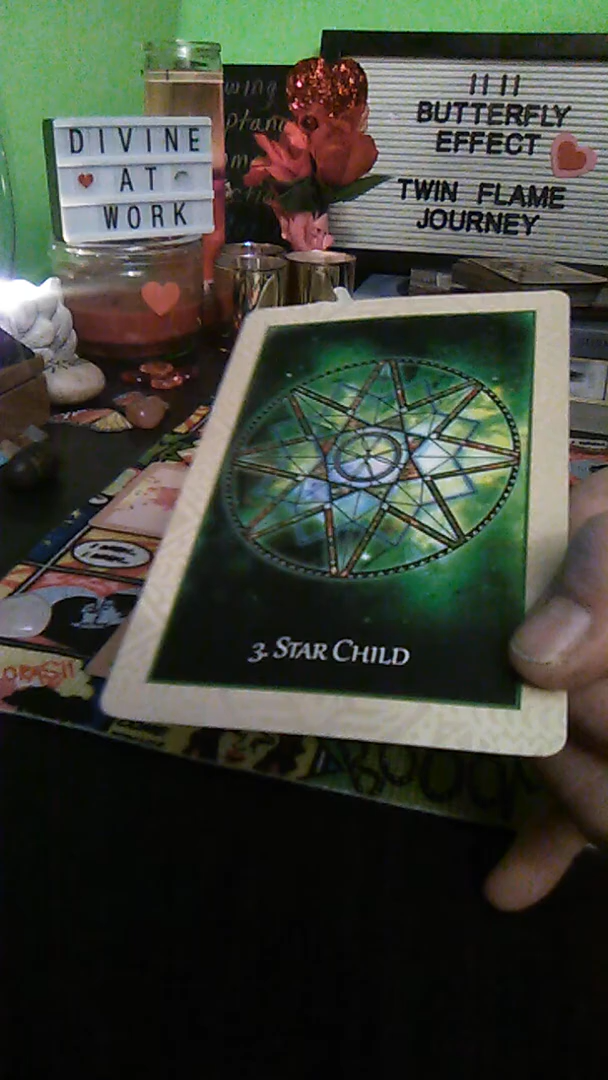 DIVINE
AT
WORK
11 11
BUTTERFLY
EFFECT
TWIN FLAME
JOURNEY
3. STAR CHILD